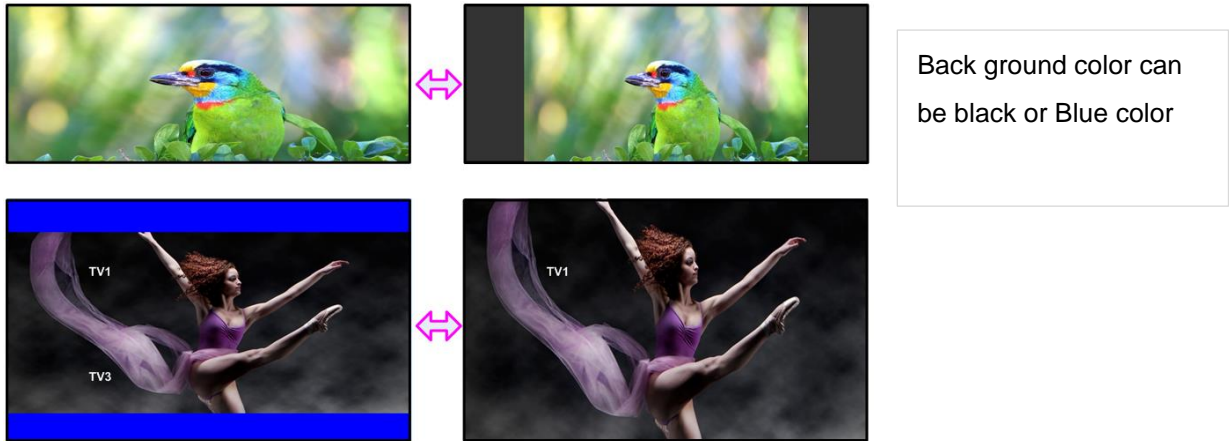 Back ground color can
be black or Blue color
TV1
TV3
TV1